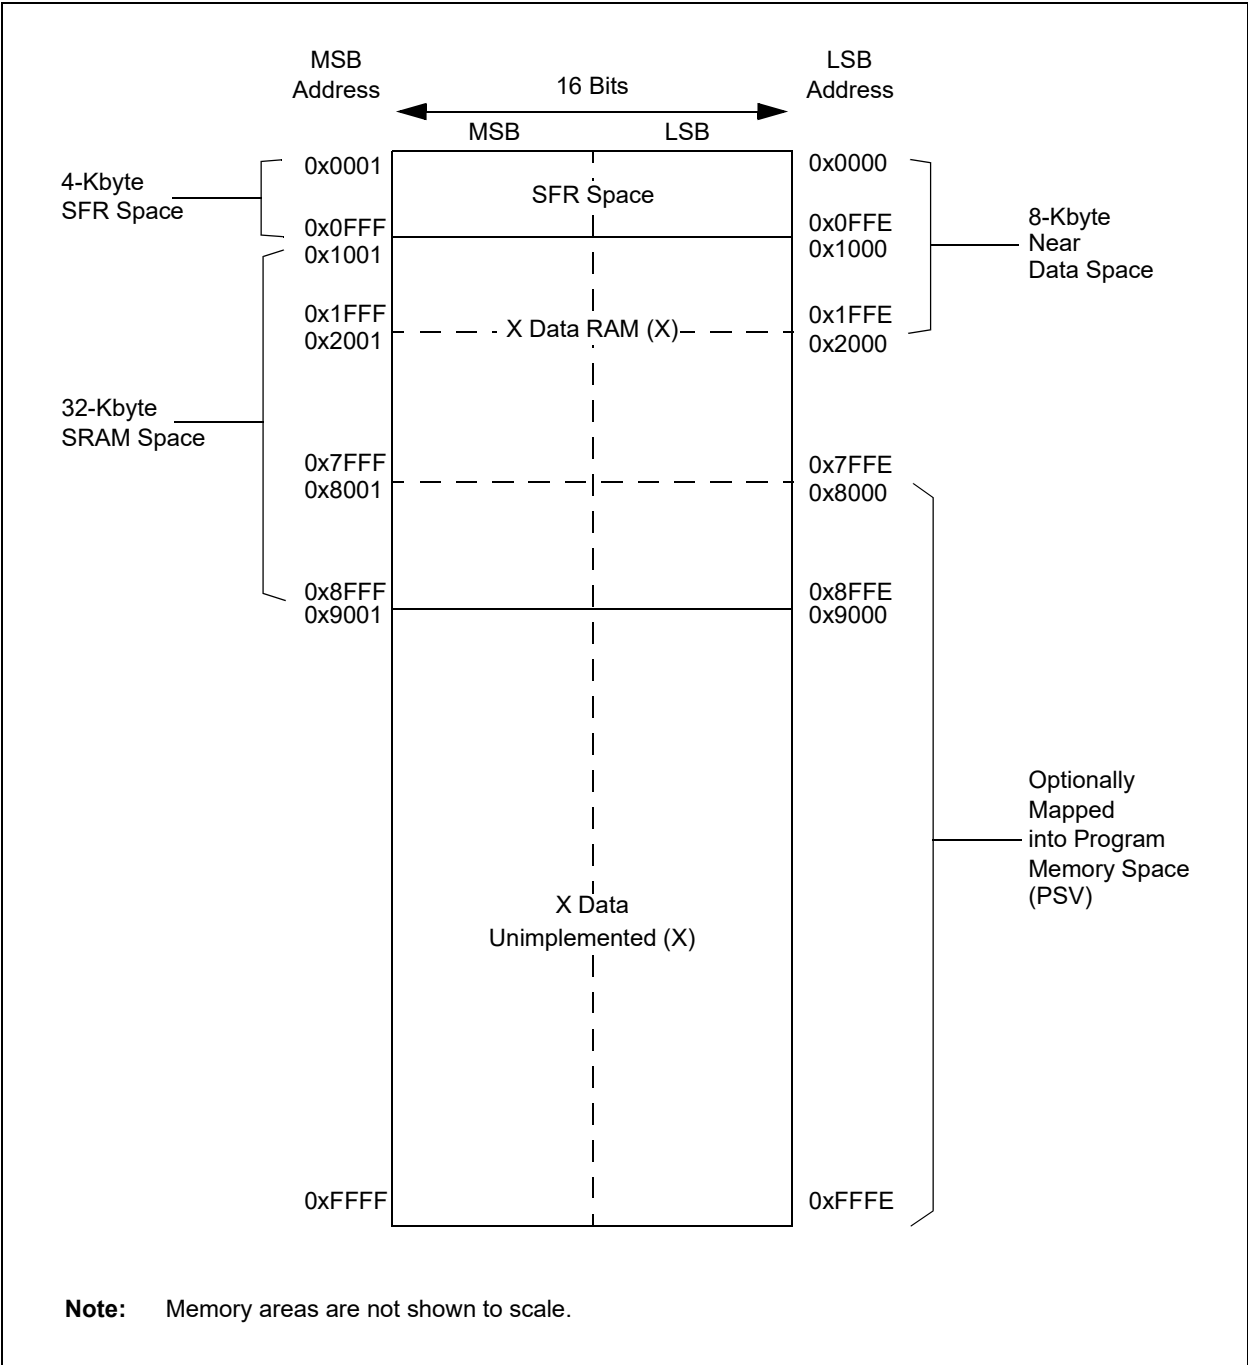 MSB
Address
16 Bits
LSB
Address
MSB
LSB
4-Kbyte
SFR Space
0x0001
0x0FFF
0x1001
SFR Space
0x0000
0x0FFE
0x1000
8-Kbyte
Near
Data Space
0x1FFF
0x2001
X Data RAM (X)
0x1FFE
0x2000
32-Kbyte
SRAM Space
0x7FFF
0x8001
0x7FFE
0x8000
0x8FFF
0x9001
0x8FFE
0x9000
Optionally
Mapped
into Program
Memory Space
(PSV)
X Data
Unimplemented (X)
0xFFFF
0xFFFE
Note: Memory areas are not shown to scale.